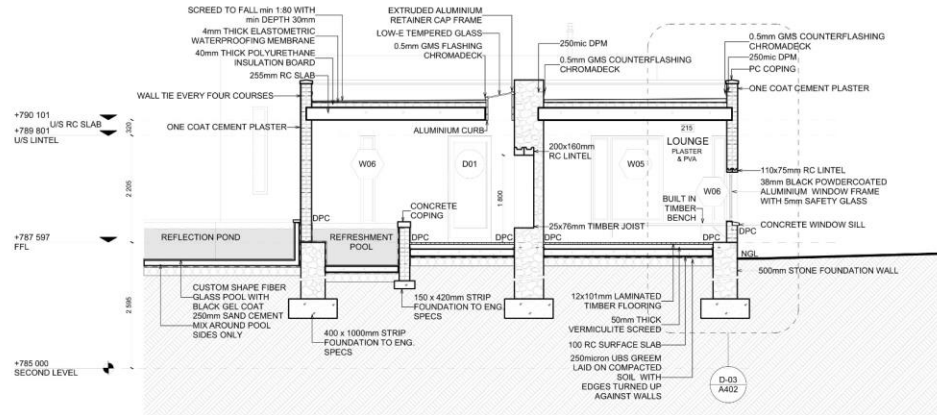 SCREED TO FALL min 1:80 WITH
min DEPTH 30mm
4mm THICK ELASTOMETRIC
WATERPROOFING MEMBRANE
40mm THICK POLYURETHANE
INSULATION BOARD
255mm RC SLAB
WALL TIE EVERY FOUR COURSES
ONE COAT CEMENT PLASTER
EXTRUDED ALUMINIUM
RETAINER CAP FRAME
LOW-E TEMPERED GLASS
0.5mm GMS FLASHING
CHROMADECK
250mic DPM
0.5mm GMS COUNTERFLASHING
CHROMADECK
0.5mm GMS COUNTERFLASHING
CHROMADECK
250mic DPM
PC COPING
ONE COAT CEMENT PLASTER
+790 101
U/S RC SLAB
+789 801
U/S LINTEL
320
2 205
+787 597
FFL
2 595
+785 000
SECOND LEVEL
ALUMINIUM CURB
200x160mm
RC LINTEL
215
LOUNGE
PLASTER
& PVA
W06
D01
W05
W06
1 800
110x75mm RC LINTEL
38mm BLACK POWDERCOATED
ALUMINIUM WINDOW FRAME
WITH 5mm SAFETY GLASS
BUILT IN
TIMBER
BENCH
CONCRETE
COPING
25x76mm TIMBER JOIST
CONCRETE WINDOW SILL
DPC
DPC
DPC
DPC
DPC
DPC
NGL
REFLECTION POND
REFRESHMENT
POOL
500mm STONE FOUNDATION WALL
CUSTOM SHAPE FIBER
GLASS POOL WITH
BLACK GEL COAT
250mm SAND CEMENT
MIX AROUND POOL
SIDES ONLY
150 x 420mm STRIP
FOUNDATION TO ENG.
SPECS
400 x 1000mm STRIP
FOUNDATION TO ENG.
SPECS
12x101mm LAMINATED
TIMBER FLOORING
50mm THICK
VERMICULITE SCREED
100 RC SURFACE SLAB
250micron UBS GREEM
LAID ON COMPACTED
SOIL WITH
EDGES TURNED UP
AGAINST WALLS
D-03
A402